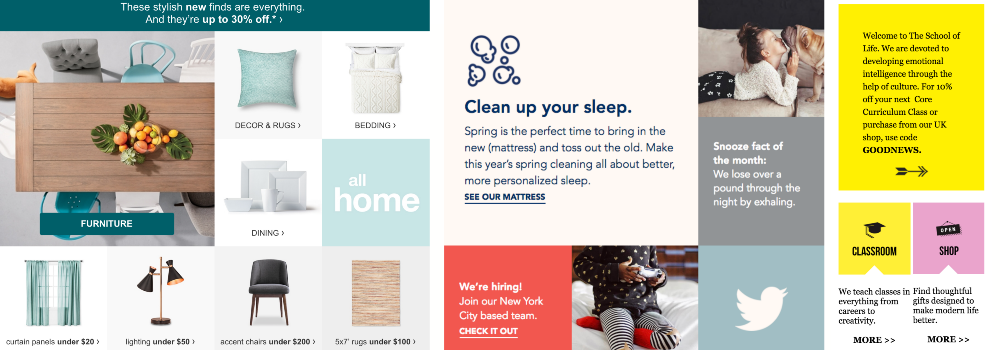 These stylish new finds are everything.
And they're up to 30% off.* ›
DECOR & RUGS ›
BEDDING ›
FURNITURE
DINING ›
all
home
curtain panels under $20 ›
lighting under $50 ›
accent chairs under $200 ›
5x7' rugs under $100 ›
Clean up your sleep.
Spring is the perfect time to bring in the
new (mattress) and toss out the old. Make
this year's spring cleaning all about better,
more personalized sleep.
SEE OUR MATTRESS
Snooze fact of
the month:
We lose over a
pound through the
night by exhaling.
We're hiring!
Join our New York
City based team.
CHECK IT OUT
Welcome to The School of
Life. We are devoted to
developing emotional
intelligence through the
help of culture. For 10%
off your next Core
Curriculum Class or
purchase from our UK
shop, use code
GOODNEWS.
CLASSROOM
OPEN
SHOP
We teach classes in
everything from
careers to
creativity.
MORE >>
Find thoughtful
gifts designed to
make modern life
better.
MORE >>